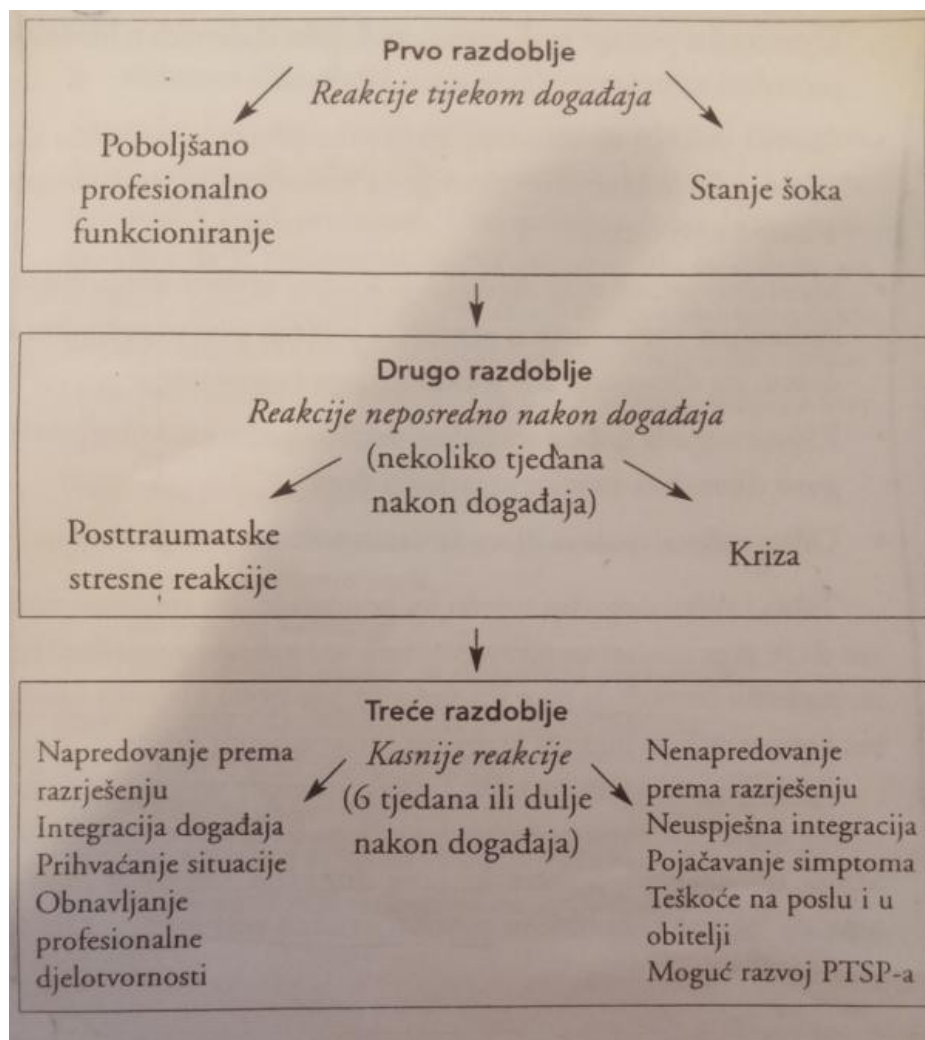 Prvo razdoblje
Reakcije tijekom događaja
Poboljšano
profesionalno
funkcioniranje
Stanje šoka
Drugo razdoblje
Reakcije neposredno nakon događaja
(nekoliko tjedana
nakon događaja)
Posttraumatske
stresne reakcije
Kriza
Treće razdoblje
Kasnije reakcije
(6 tjedana ili dulje
nakon događaja)
Napredovanje prema
razrješenju
Integracija događaja
Prihvaćanje situacije
Obnavljanje
profesionalne
djelotvornosti
Nenapredovanje
prema razrješenju
Neuspješna integracija
Pojačavanje simptoma
Teškoće na poslu i u
obitelji
Moguć razvoj PTSP-a